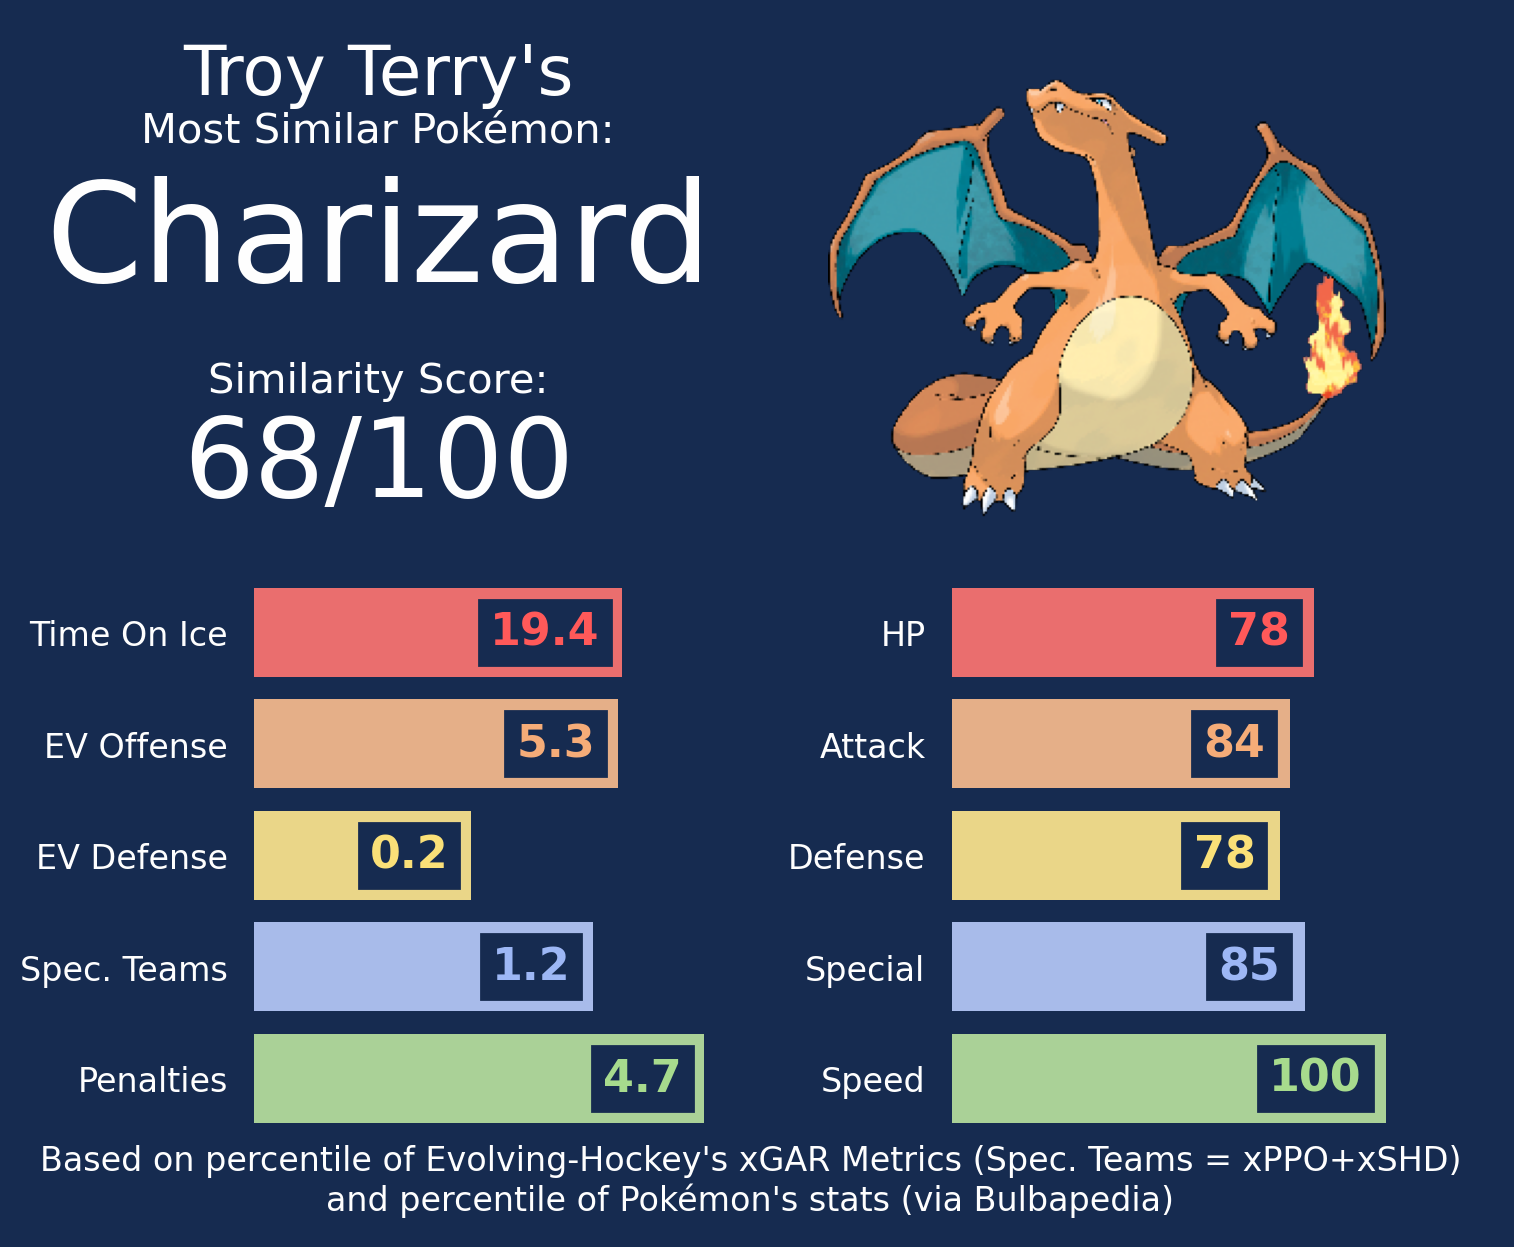 Troy Terry's
Most Similar Pokémon:
Charizard
Similarity Score:
68/100
Time On Ice 19.4
EV Offense 5.3
EV Defense 0.2
Spec. Teams 1.2
Penalties 4.7
HP 78
Attack 84
Defense 78
Special 85
Speed 100
Based on percentile of Evolving-Hockey's xGAR Metrics (Spec. Teams = xPPO+xSHD)
and percentile of Pokémon's stats (via Bulbapedia)